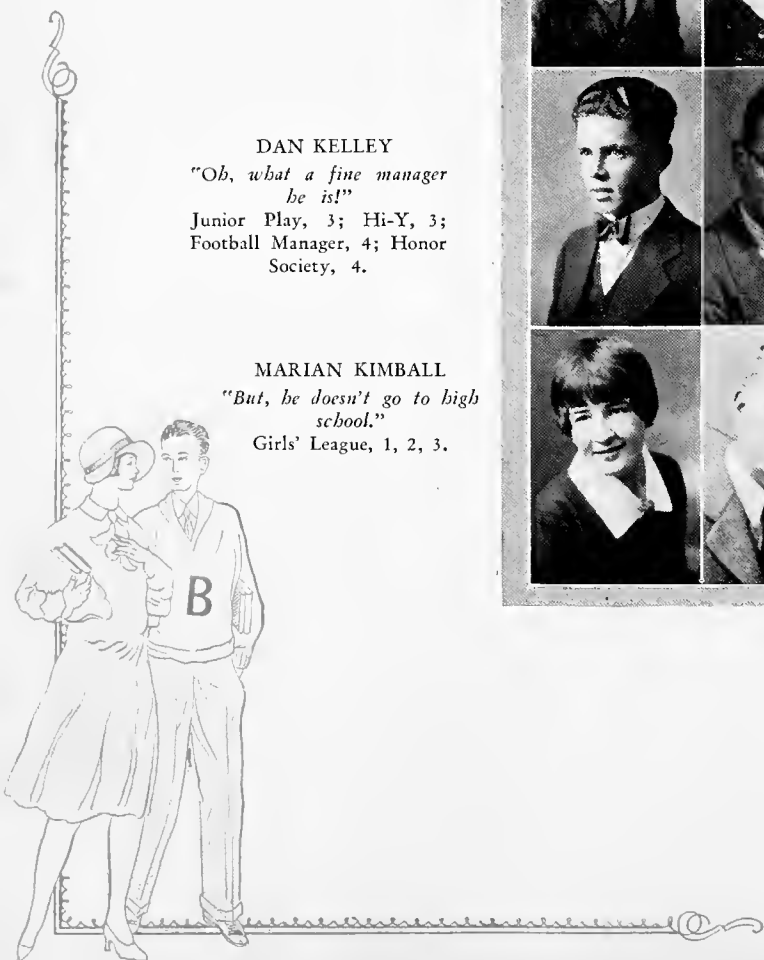 DAN KELLEY
"Oh, what a fine manager
he is!"
Junior Play, 3; Hi-Y, 3;
Football Manager, 4; Honor
Society, 4.
MARIAN KIMBALL
"But, he doesn't go to high
school."
Girls' League, 1, 2, 3.
B